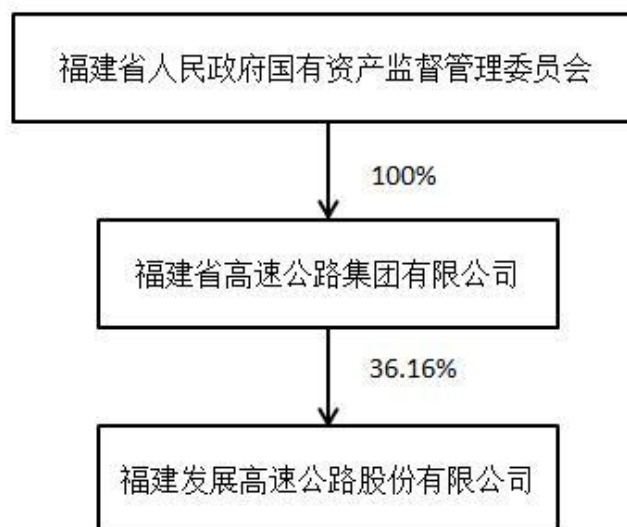 福建省人民政府国有资产监督管理委员会
100%
福建省高速公路集团有限公司
36.16%
福建发展高速公路股份有限公司